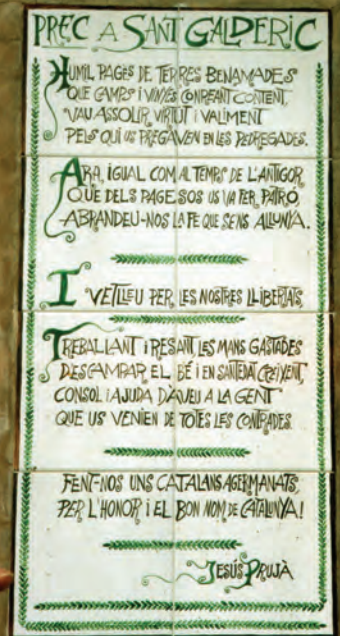 PREC A SANT GALDERIC
HUMIL PAGÈS DE TERRES BENAMADES
QUE CAMPS I VINYES CONREANT CONTENT,
VAU ASSOLIR VIRTUT I VALIMENT
PELS QUI US PREGAVEN EN LES PEDREGADES.
ARA, IGUAL COM AL TEMPS DE L'ANTIGOR
QUE DELS PAGESOS US VA FER PATRÓ
ABRANDEU-NOS LA FE QUE SENS ALLUNYA.
I VETLLEU PER LES NOSTRES LLIBERTATS
TREBALLANT I RESANT, LES MANS GASTADES
D'ESCAMPAR EL BÉ I EN SANTEDAT CREIXENT,
CONSOL I AJUDA DÀVEU A LA GENT
QUE US VENIEN DE TOTES LES CONTRADES.
FENT-NOS UNS CATALANS AGERMANATS,
PER L'HONOR I EL BON NOM DE CATALUNYA!
JESÚS PRUJÀ